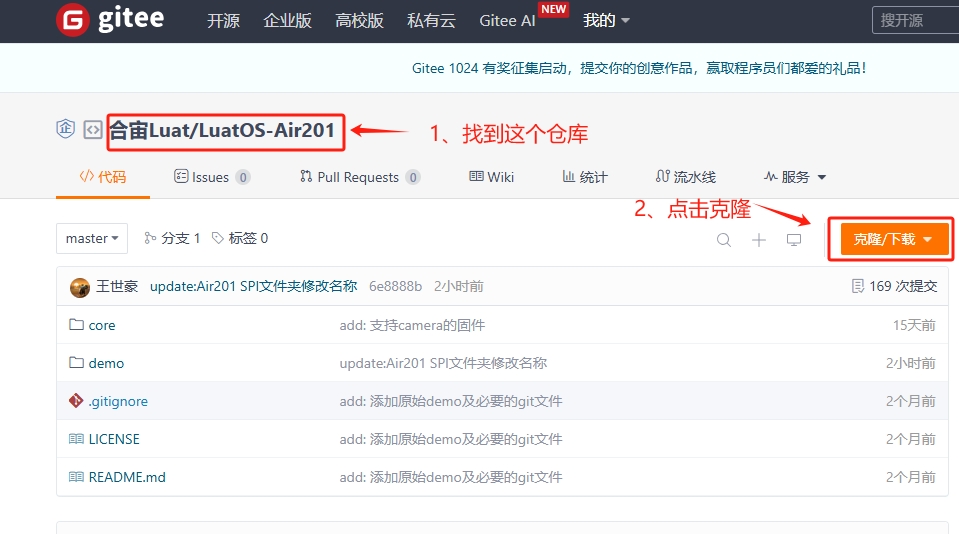 gitee 开源 企业版 高校版 私有云 Gitee AI NEW 我的 搜开源
Gitee 1024 有奖征集启动，提交你的创意作品，赢取程序员们都爱的礼品！
企 合宙Luat/LuatOS-Air201 1、找到这个仓库
代码 Issues 0 Pull Requests 0 Wiki 统计 流水线 服务
2、点击克隆
master 分支 1 标签 0 克隆/下载
王世豪 update:Air201 SPI文件夹修改名称 6e8888b 2小时前 169 次提交
core add: 支持camera的固件 15天前
demo update:Air201 SPI文件夹修改名称 2小时前
.gitignore add: 添加原始demo及必要的git文件 2个月前
LICENSE add: 添加原始demo及必要的git文件 2个月前
README.md add: 添加原始demo及必要的git文件 2个月前